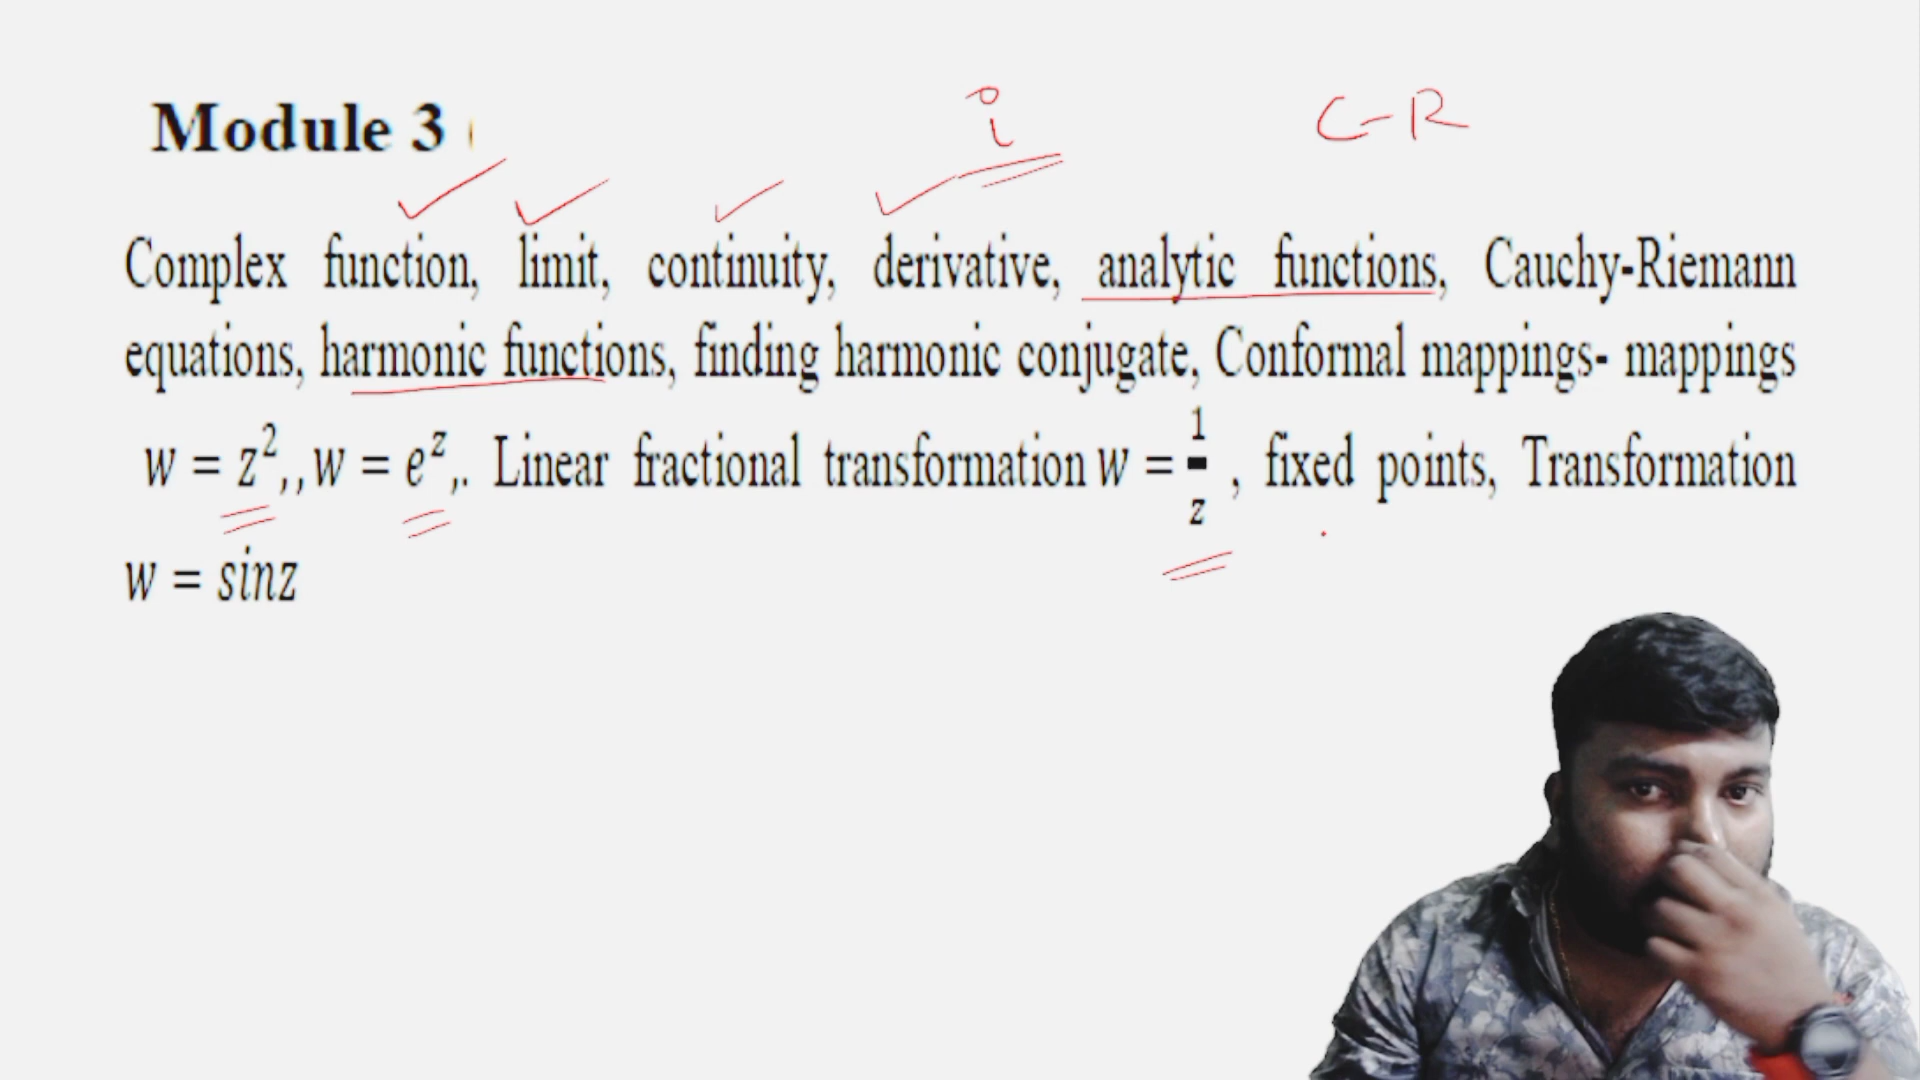 Module 3
i
C-R
Complex function, limit, continuity, derivative, analytic functions, Cauchy-Riemann
equations, harmonic functions, finding harmonic conjugate, Conformal mappings- mappings
w = z²,,w = e^z,. Linear fractional transformation w = 1/z , fixed points, Transformation
w = sinz